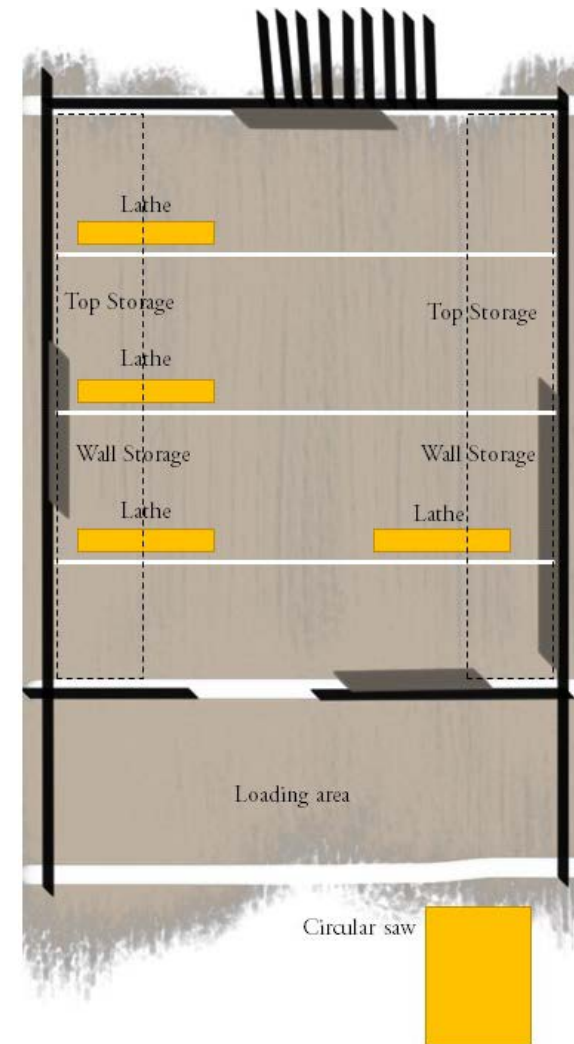 Lathe
Top Storage
Top Storage
Lathe
Wall Storage
Wall Storage
Lathe
Lathe
Loading area
Circular saw